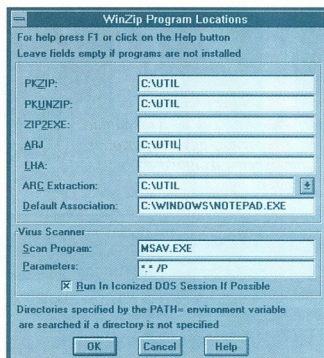 WinZip Program Locations
For help press F1 or click on the Help button
Leave fields empty if programs are not installed
PKZIP: C:\UTIL
PKUNZIP: C:\UTIL
ZIP2EXE:
ARJ C:\UTIL
LHA:
ARC Extraction: C:\UTIL
Default Association: C:\WINDOWS\NOTEPAD.EXE
Virus Scanner
Scan Program: MSAV.EXE
Parameters: *.* /P
Run In Iconized DOS Session If Possible
Directories specified by the PATH= environment variable
are searched if a directory is not specified
OK Cancel Help